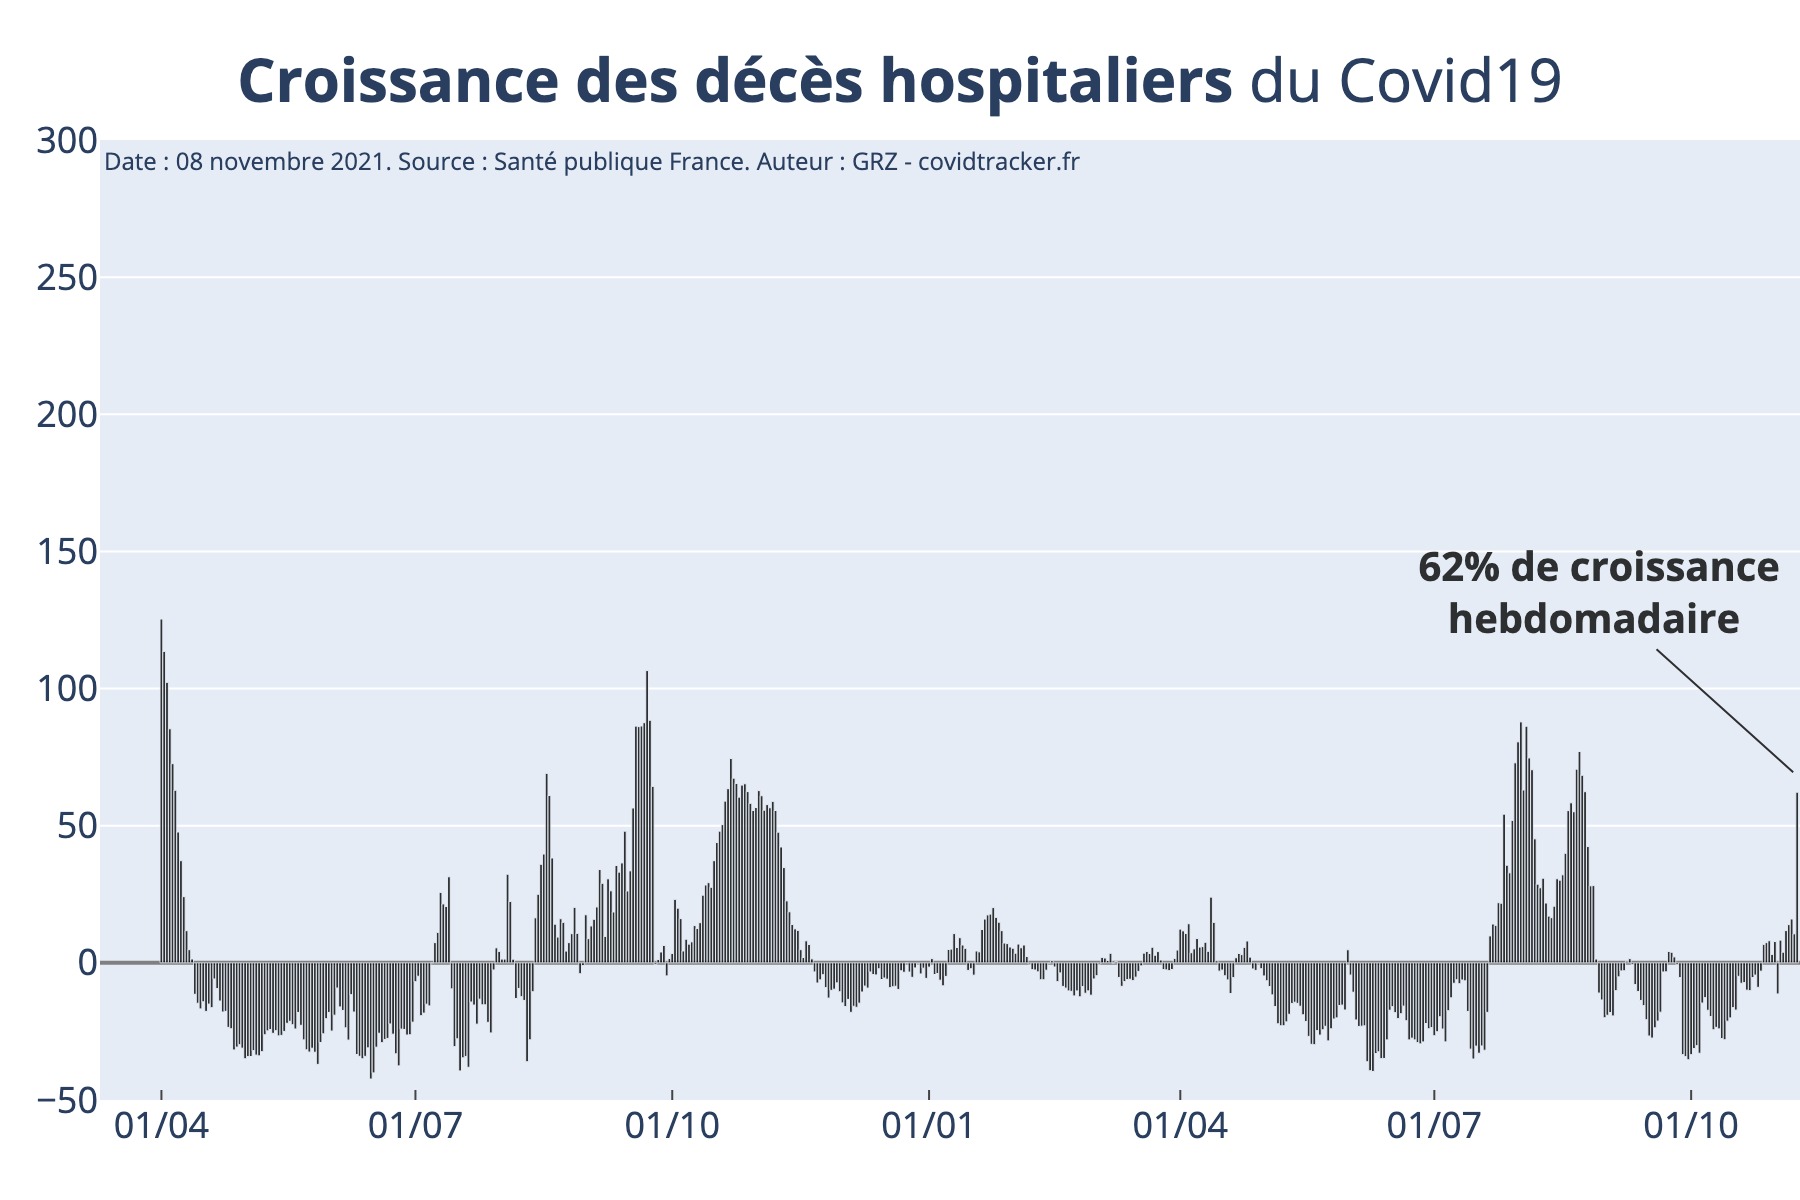 Croissance des décès hospitaliers du Covid19
300
Date : 08 novembre 2021. Source : Santé publique France. Auteur : GRZ - covidtracker.fr
250
200
150
62% de croissance
hebdomadaire
100
50
0
−50
01/04 01/07 01/10 01/01 01/04 01/07 01/10